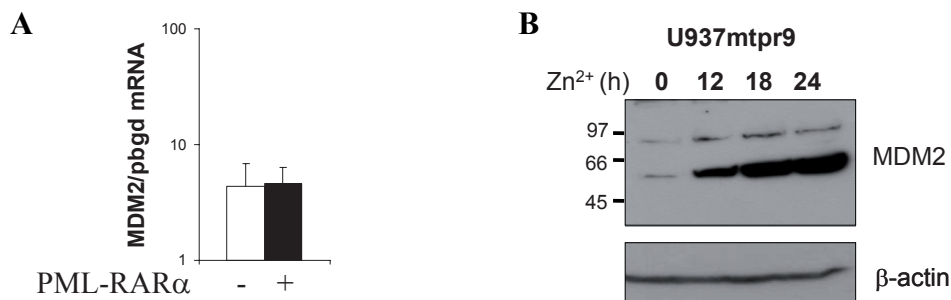 A
MDM2/pbgd mRNA
100
10
1
PML-RARα - +
B
U937mtpr9
Zn²⁺ (h) 0 12 18 24
97
66
45
MDM2
β-actin